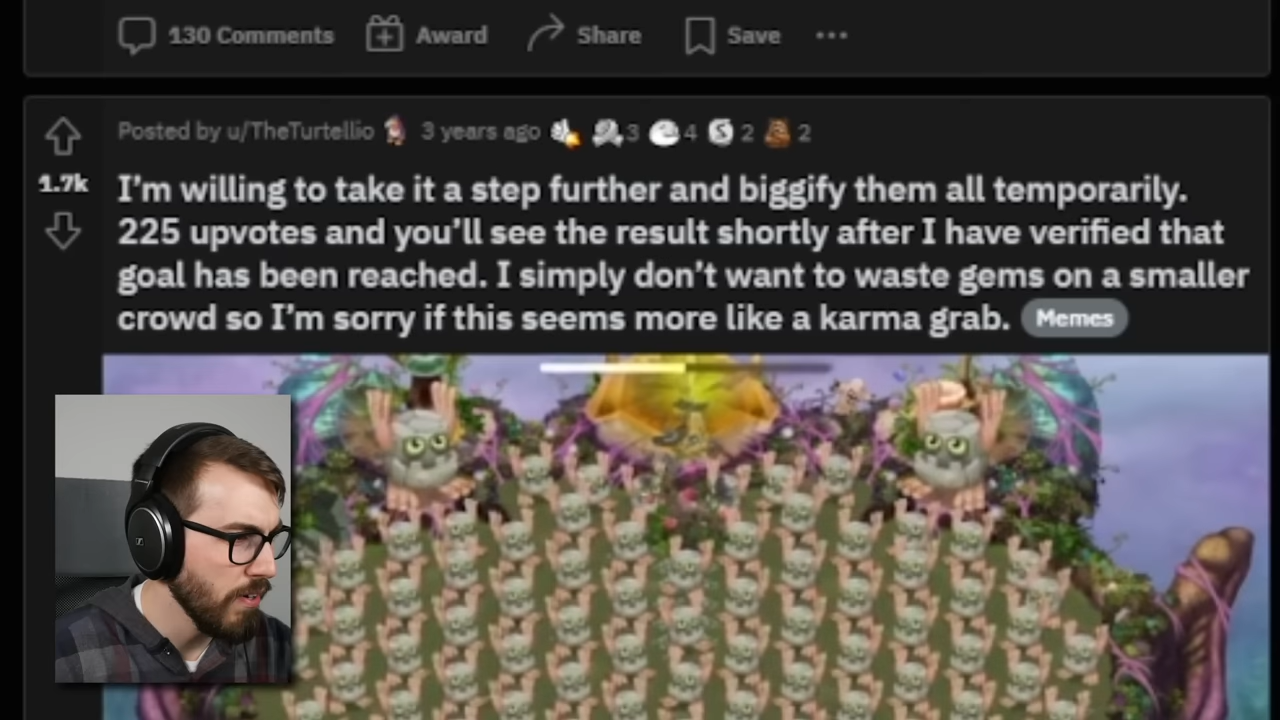 130 Comments Award Share Save
Posted by u/TheTurtellio 3 years ago 3 4 2 2
1.7k
I'm willing to take it a step further and biggify them all temporarily.
225 upvotes and you'll see the result shortly after I have verified that
goal has been reached. I simply don't want to waste gems on a smaller
crowd so I'm sorry if this seems more like a karma grab. Memes